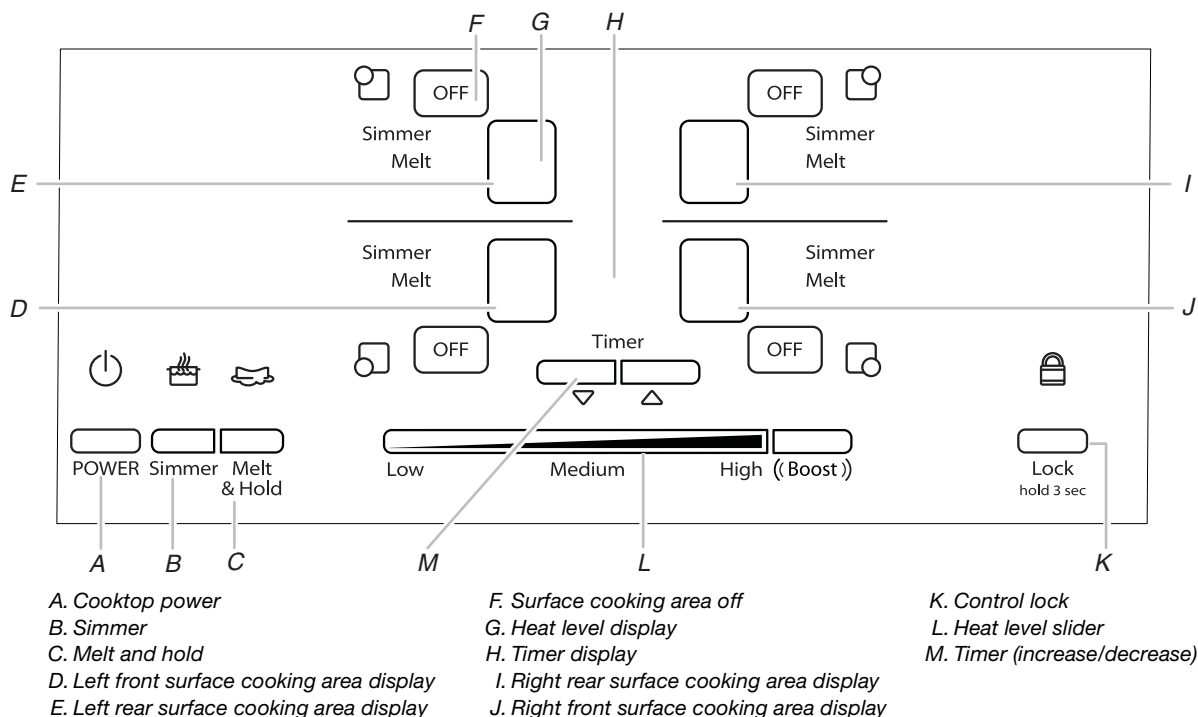 F G H
OFF OFF
Simmer Simmer
Melt Melt
E I
Simmer Simmer
Melt Melt
D J
OFF Timer OFF
POWER Simmer Melt & Hold
Low Medium High ((Boost))
Lock
hold 3 sec
A B C M L K
A. Cooktop power
B. Simmer
C. Melt and hold
D. Left front surface cooking area display
E. Left rear surface cooking area display
F. Surface cooking area off
G. Heat level display
H. Timer display
I. Right rear surface cooking area display
J. Right front surface cooking area display
K. Control lock
L. Heat level slider
M. Timer (increase/decrease)